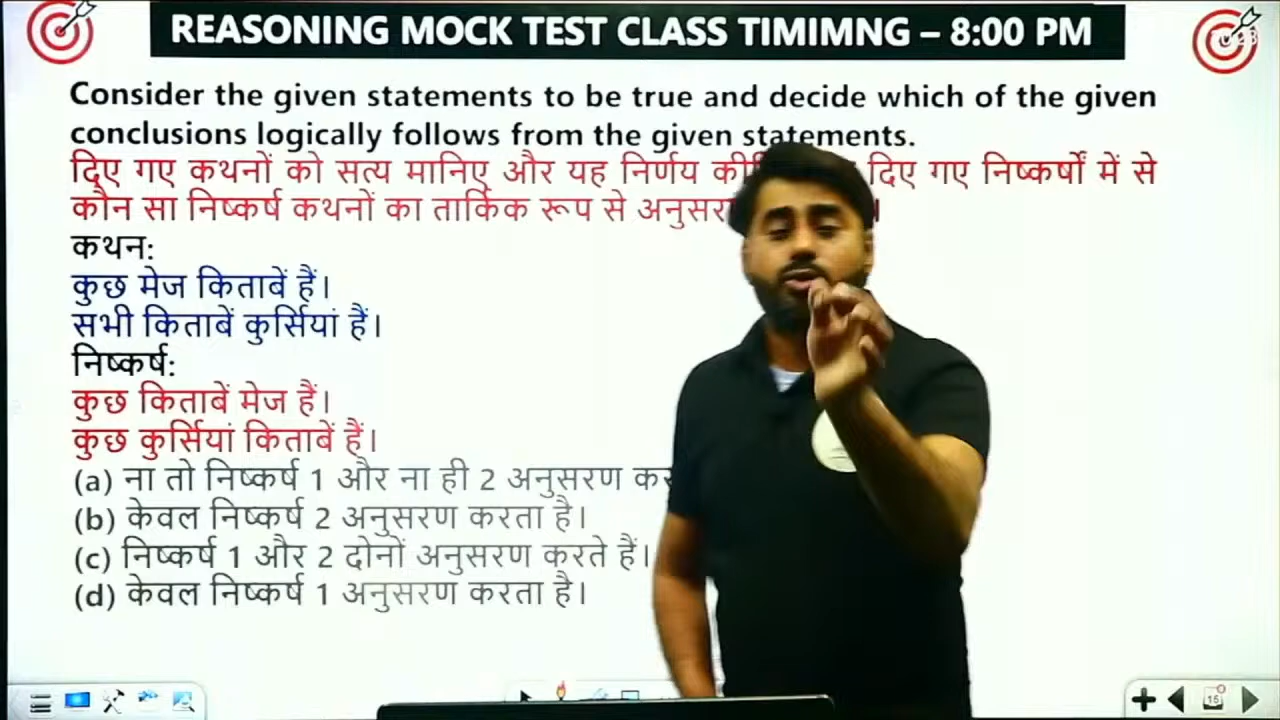 REASONING MOCK TEST CLASS TIMIMNG – 8:00 PM
Consider the given statements to be true and decide which of the given
conclusions logically follows from the given statements.
दिए गए कथनों को सत्य मानिए और यह निर्णय दिए गए निष्कर्षों में से
कौन सा निष्कर्ष कथनों का तार्किक रूप से
कथन:
कुछ मेज किताबें हैं।
सभी किताबें कुर्सियां हैं।
निष्कर्ष:
कुछ किताबें मेज हैं।
कुछ कुर्सियां किताबें हैं।
(a) ना तो निष्कर्ष 1 और ना ही 2 अनुसरण
(b) केवल निष्कर्ष 2 अनुसरण करता है।
(c) निष्कर्ष 1 और 2 दोनों अनुसरण करते हैं।
(d) केवल निष्कर्ष 1 अनुसरण करता है।